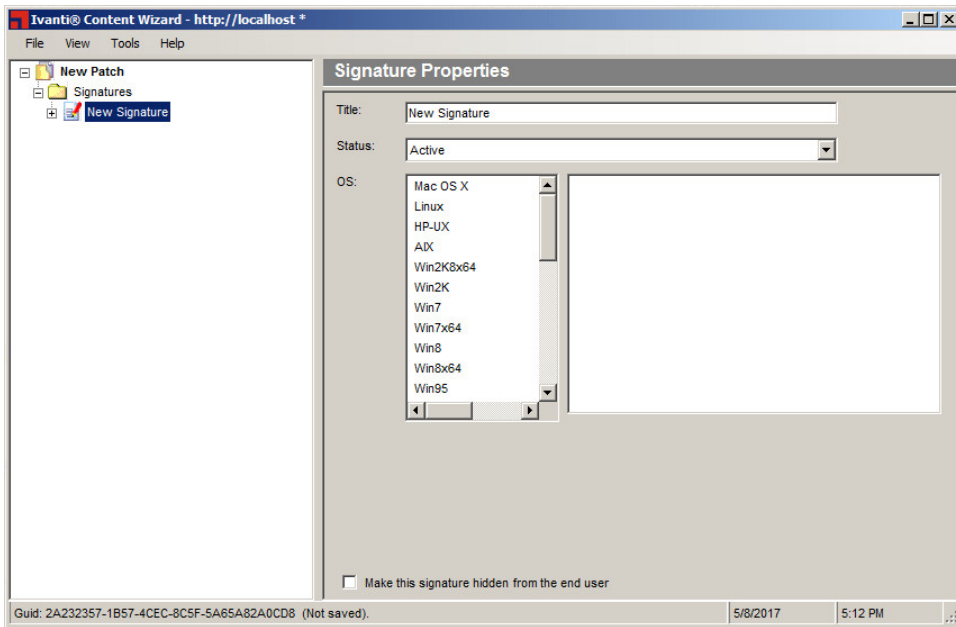 Ivanti® Content Wizard - http://localhost *
File View Tools Help
New Patch
Signatures
New Signature
Signature Properties
Title: New Signature
Status: Active
OS:
Mac OS X
Linux
HP-UX
AIX
Win2K8x64
Win2K
Win7
Win7x64
Win8
Win8x64
Win95
Make this signature hidden from the end user
Guid: 2A232357-1B57-4CEC-8C5F-5A65A82A0CD8 (Not saved). 5/8/2017 5:12 PM